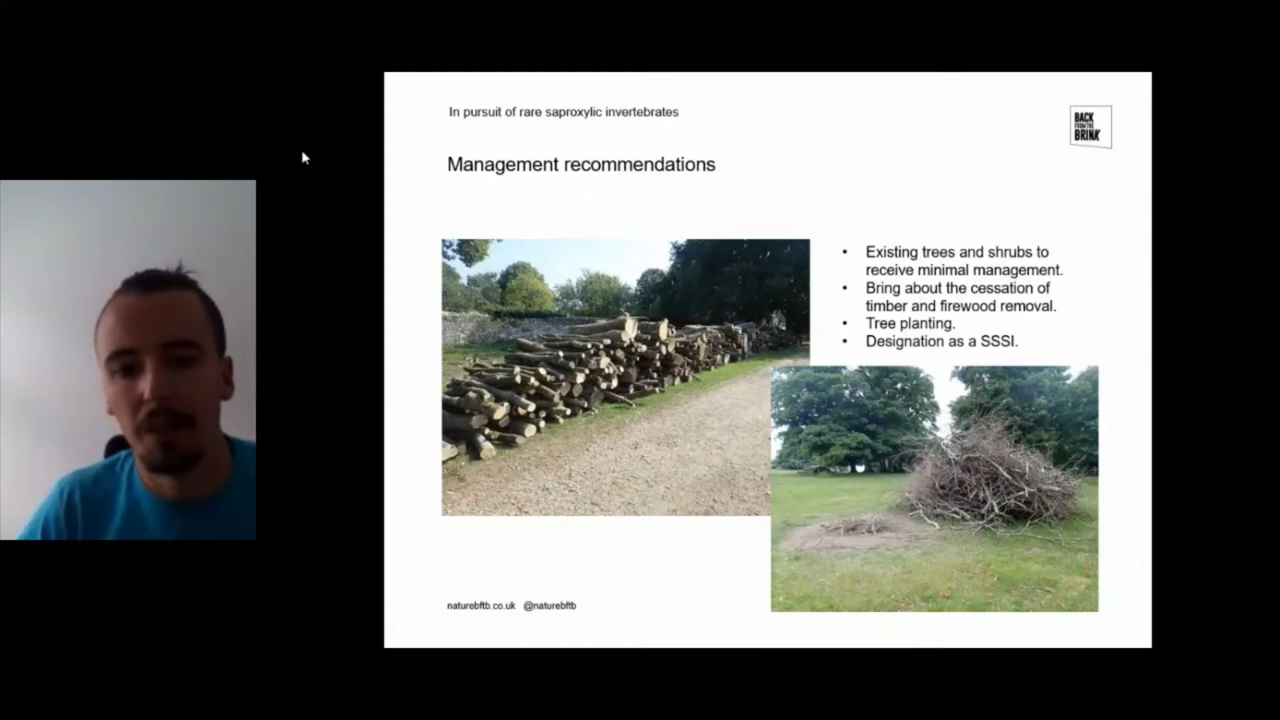 In pursuit of rare saproxylic invertebrates
BACK
FROM THE
BRINK
Management recommendations
• Existing trees and shrubs to
receive minimal management.
• Bring about the cessation of
timber and firewood removal.
• Tree planting.
• Designation as a SSSI.
naturebftb.co.uk @naturebftb